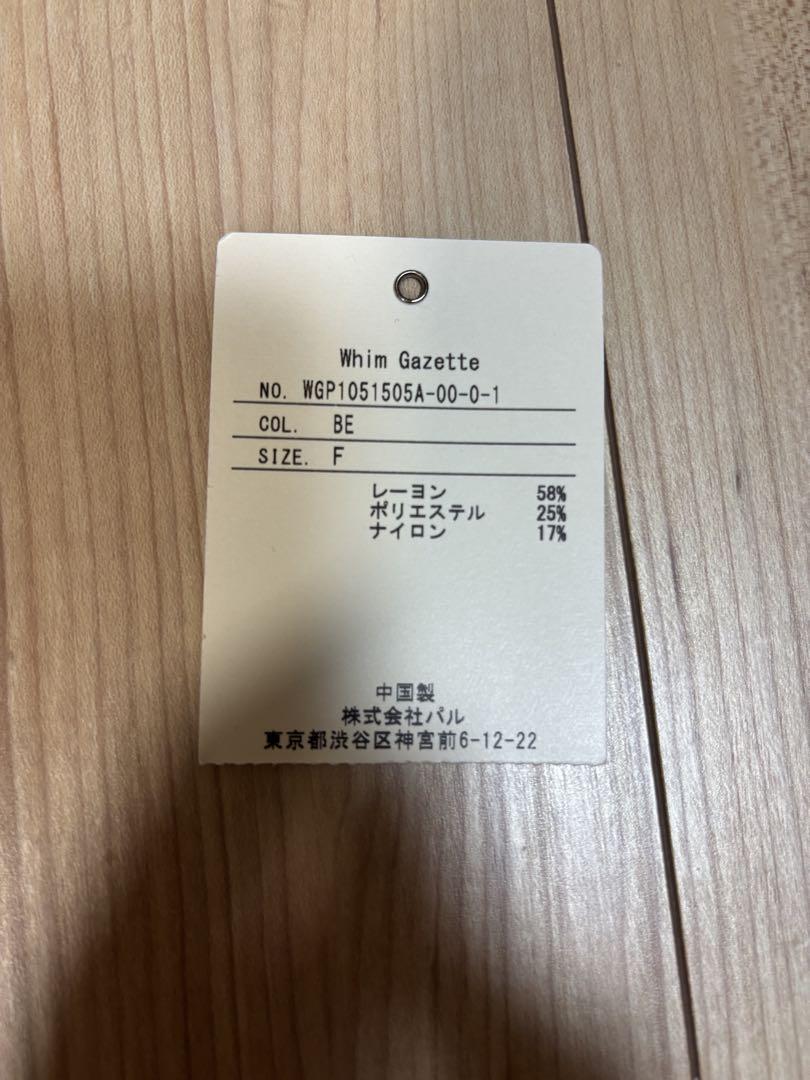 Whim Gazette
NO. WGP1051505A-00-0-1
COL. BE
SIZE. F
レーヨン 58%
ポリエステル 25%
ナイロン 17%
中国製
株式会社パル
東京都渋谷区神宮前6-12-22